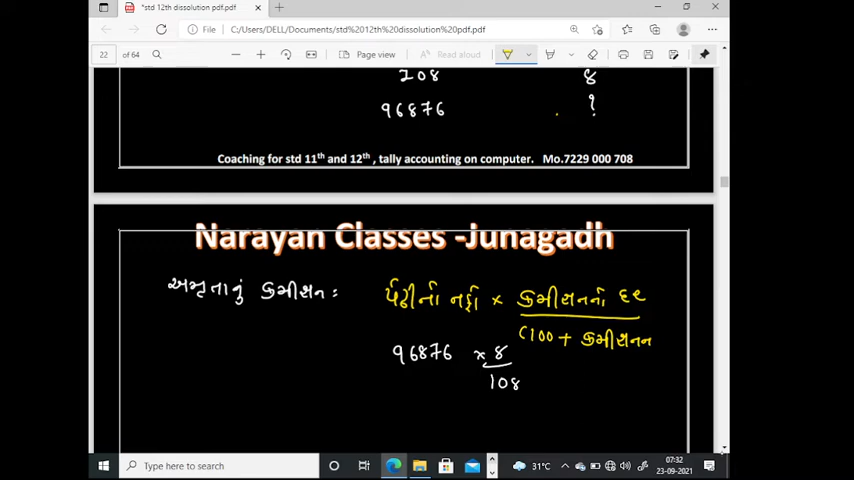 *std 12th dissolution pdf.pdf
File C:/Users/DELL/Documents/std%2012th%20dissolution%20pdf.pdf
22 of 64 Page view Read aloud
108 8
96876 ?
Coaching for std 11th and 12th , tally accounting on computer. Mo.7229 000 708
Narayan Classes -Junagadh
અમૃતાનું કમીશન : પેઢીનો નફો × કમીશનનો દર
(100 + કમીશનન
96876 × 8
108
Type here to search 31°C 07:32
23-09-2021